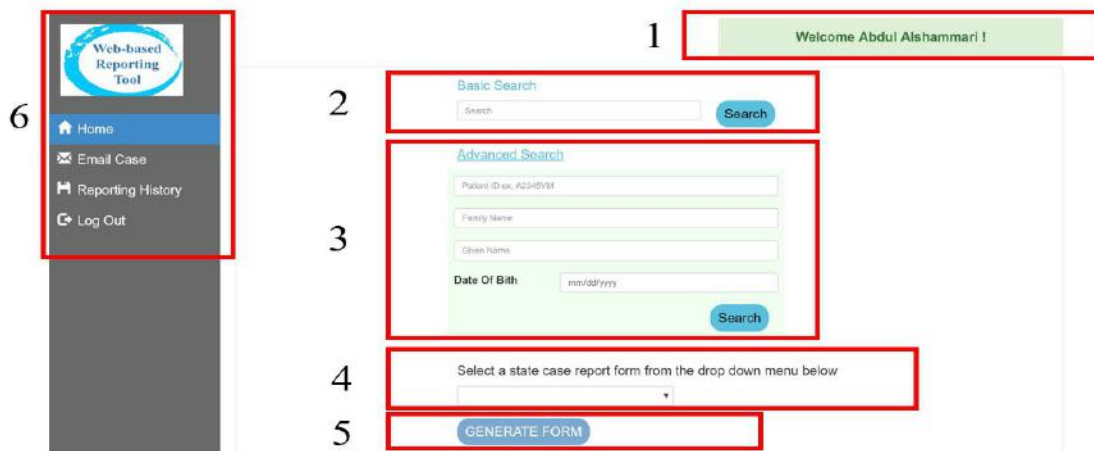 1
Welcome Abdul Alshammari !
6
Web-based
Reporting
Tool
Home
Email Case
Reporting History
Log Out
2
Basic Search
Search
Search
3
Advanced Search
Patient ID ex. A2345VM
Family Name
Given Name
Date Of Bith
mm/dd/yyyy
Search
4
Select a state case report form from the drop down menu below
5
GENERATE FORM